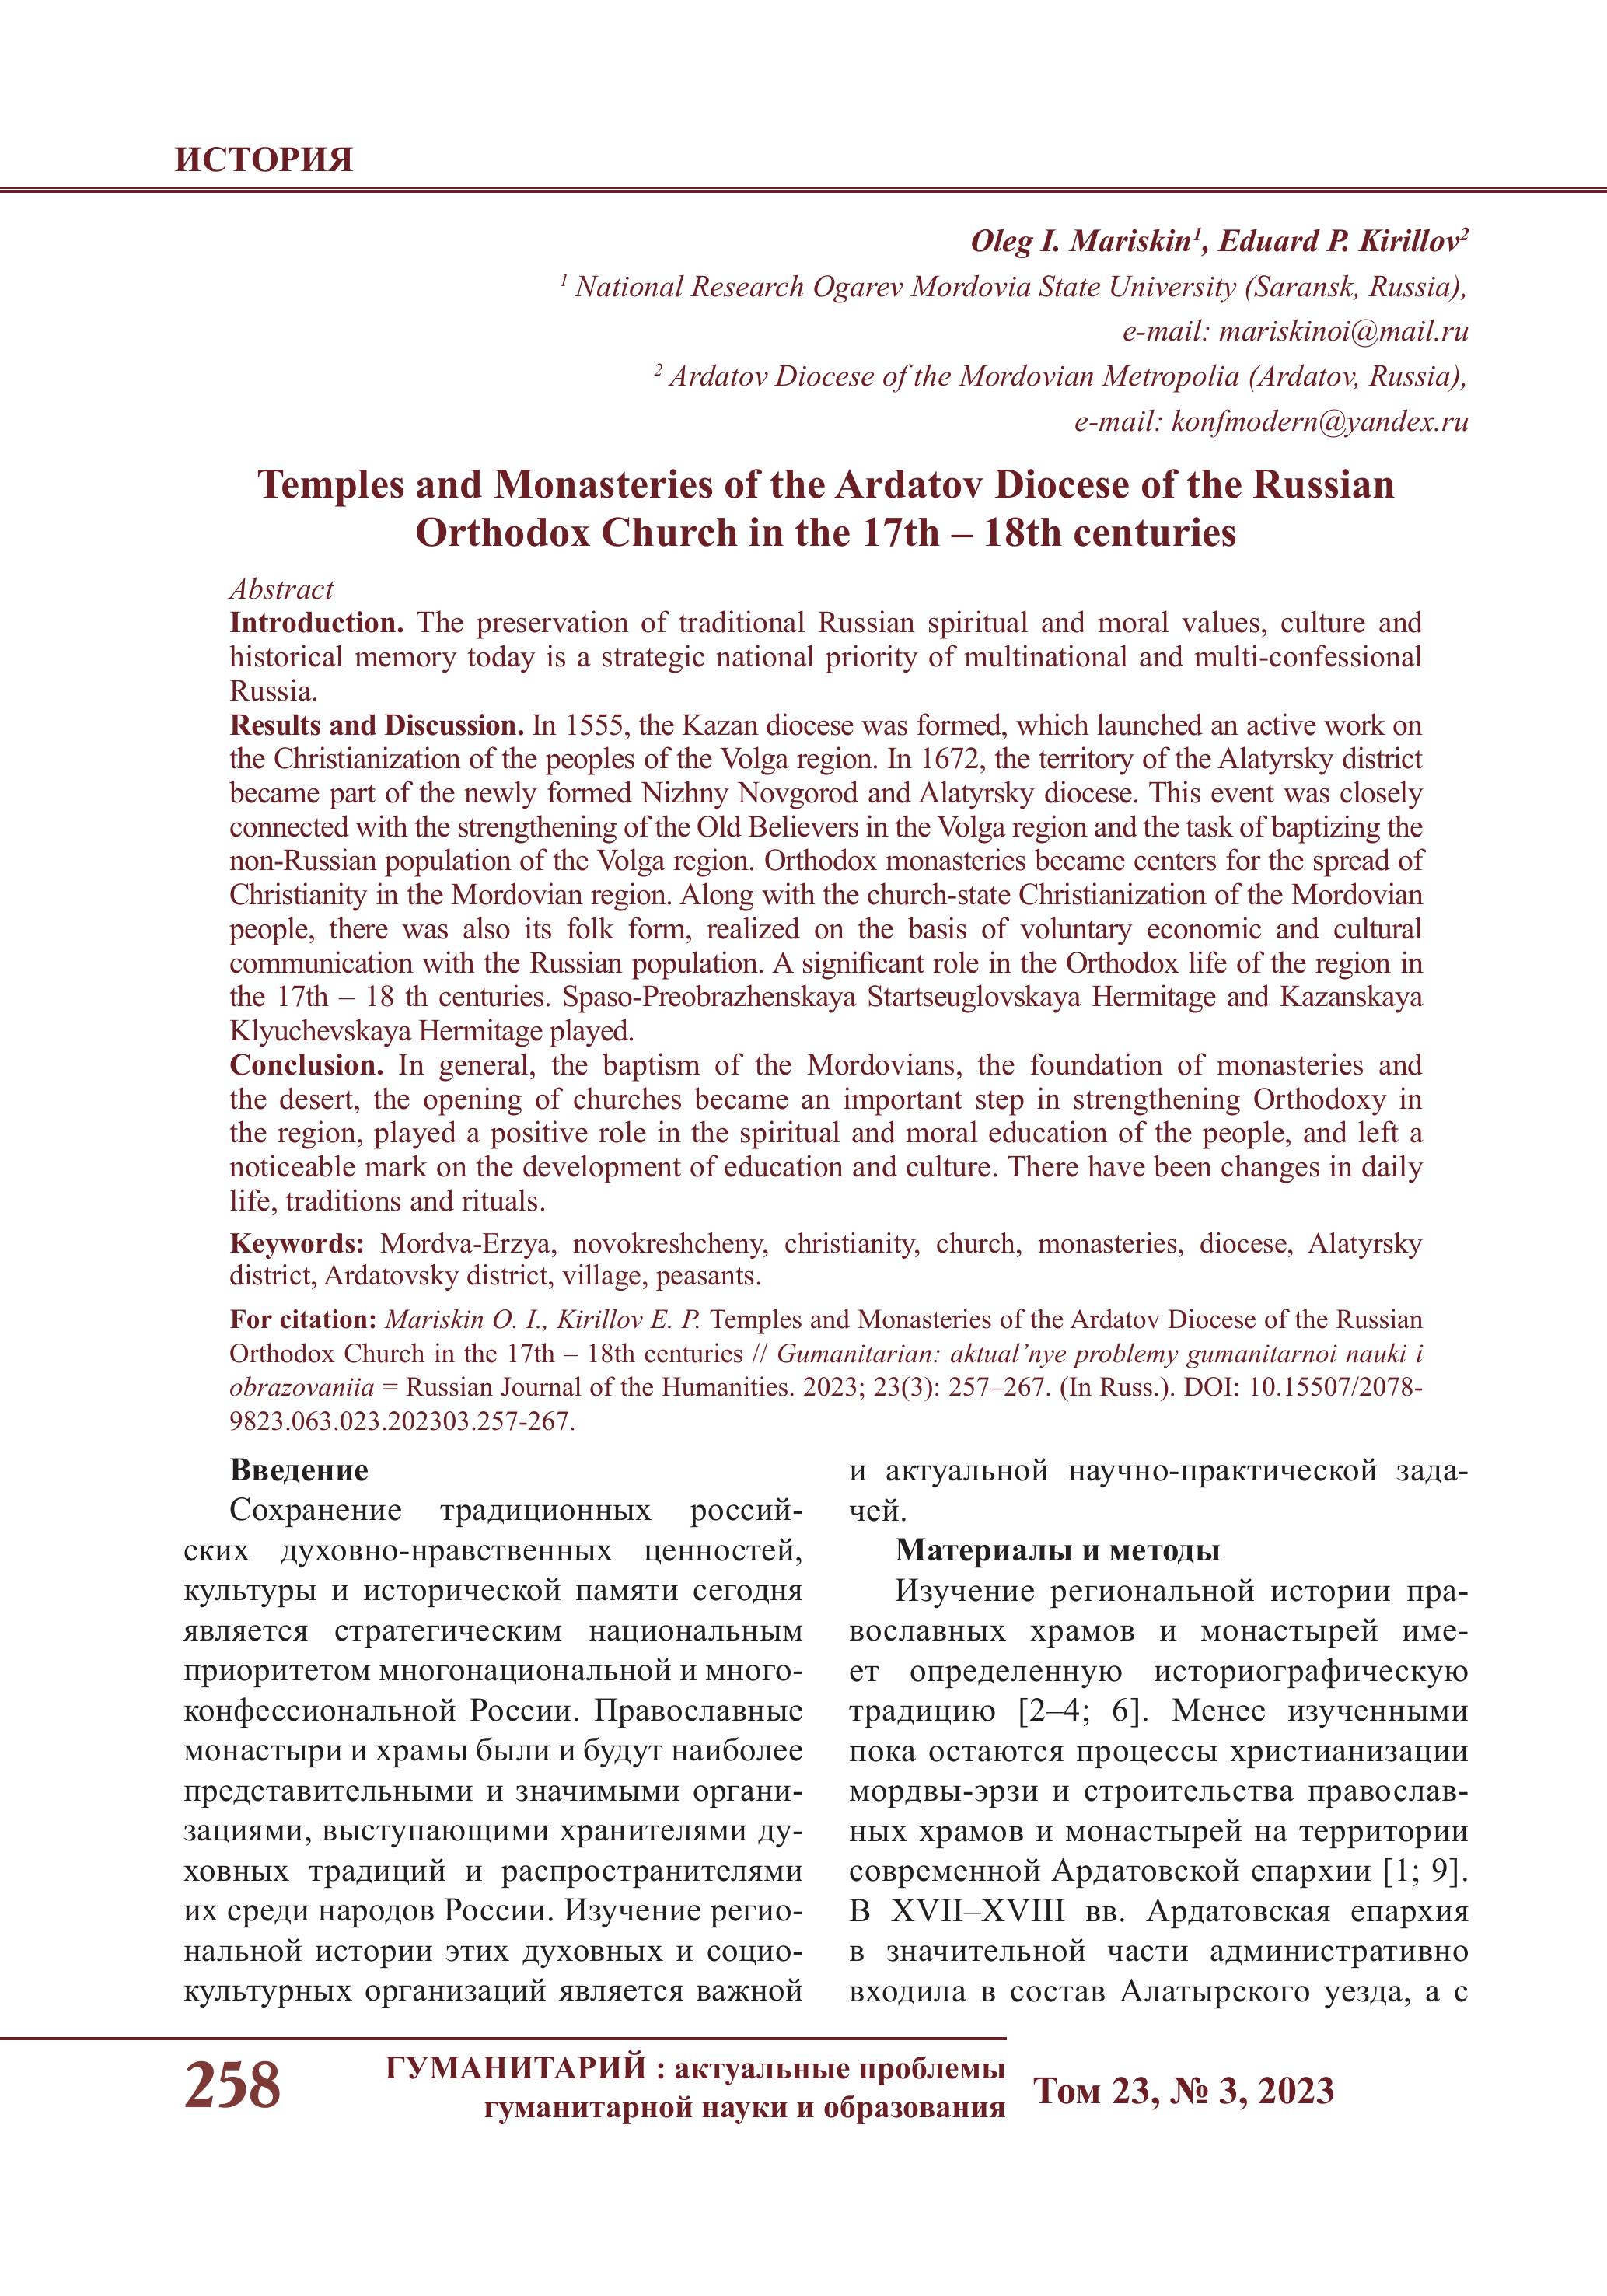 ИСТОРИЯ
Oleg I. Mariskin¹, Eduard P. Kirillov²
¹ National Research Ogarev Mordovia State University (Saransk, Russia),
e-mail: mariskinoi@mail.ru
² Ardatov Diocese of the Mordovian Metropolia (Ardatov, Russia),
e-mail: konfmodern@yandex.ru
Temples and Monasteries of the Ardatov Diocese of the Russian
Orthodox Church in the 17th – 18th centuries
Abstract
Introduction. The preservation of traditional Russian spiritual and moral values, culture and
historical memory today is a strategic national priority of multinational and multi-confessional
Russia.
Results and Discussion. In 1555, the Kazan diocese was formed, which launched an active work on
the Christianization of the peoples of the Volga region. In 1672, the territory of the Alatyrsky district
became part of the newly formed Nizhny Novgorod and Alatyrsky diocese. This event was closely
connected with the strengthening of the Old Believers in the Volga region and the task of baptizing the
non-Russian population of the Volga region. Orthodox monasteries became centers for the spread of
Christianity in the Mordovian region. Along with the church-state Christianization of the Mordovian
people, there was also its folk form, realized on the basis of voluntary economic and cultural
communication with the Russian population. A significant role in the Orthodox life of the region in
the 17th – 18 th centuries. Spaso-Preobrazhenskaya Startseuglovskaya Hermitage and Kazanskaya
Klyuchevskaya Hermitage played.
Conclusion. In general, the baptism of the Mordovians, the foundation of monasteries and
the desert, the opening of churches became an important step in strengthening Orthodoxy in
the region, played a positive role in the spiritual and moral education of the people, and left a
noticeable mark on the development of education and culture. There have been changes in daily
life, traditions and rituals.
Keywords: Mordva-Erzya, novokreshcheny, christianity, church, monasteries, diocese, Alatyrsky
district, Ardatovsky district, village, peasants.
For citation: Mariskin O. I., Kirillov E. P. Temples and Monasteries of the Ardatov Diocese of the Russian
Orthodox Church in the 17th – 18th centuries // Gumanitarian: aktual’nye problemy gumanitarnoi nauki i
obrazovaniia = Russian Journal of the Humanities. 2023; 23(3): 257–267. (In Russ.). DOI: 10.15507/2078-
9823.063.023.202303.257-267.
Введение
Сохранение традиционных россий-
ских духовно-нравственных ценностей,
культуры и исторической памяти сегодня
является стратегическим национальным
приоритетом многонациональной и много-
конфессиональной России. Православные
монастыри и храмы были и будут наиболее
представительными и значимыми органи-
зациями, выступающими хранителями ду-
ховных традиций и распространителями
их среди народов России. Изучение регио-
нальной истории этих духовных и социо-
культурных организаций является важной
и актуальной научно-практической зада-
чей.
Материалы и методы
Изучение региональной истории пра-
вославных храмов и монастырей име-
ет определенную историографическую
традицию [2–4; 6]. Менее изученными
пока остаются процессы христианизации
мордвы-эрзи и строительства православ-
ных храмов и монастырей на территории
современной Ардатовской епархии [1; 9].
В XVII–XVIII вв. Ардатовская епархия
в значительной части административно
входила в состав Алатырского уезда, а с
258
ГУМАНИТАРИЙ : актуальные проблемы
гуманитарной науки и образования
Том 23, № 3, 2023